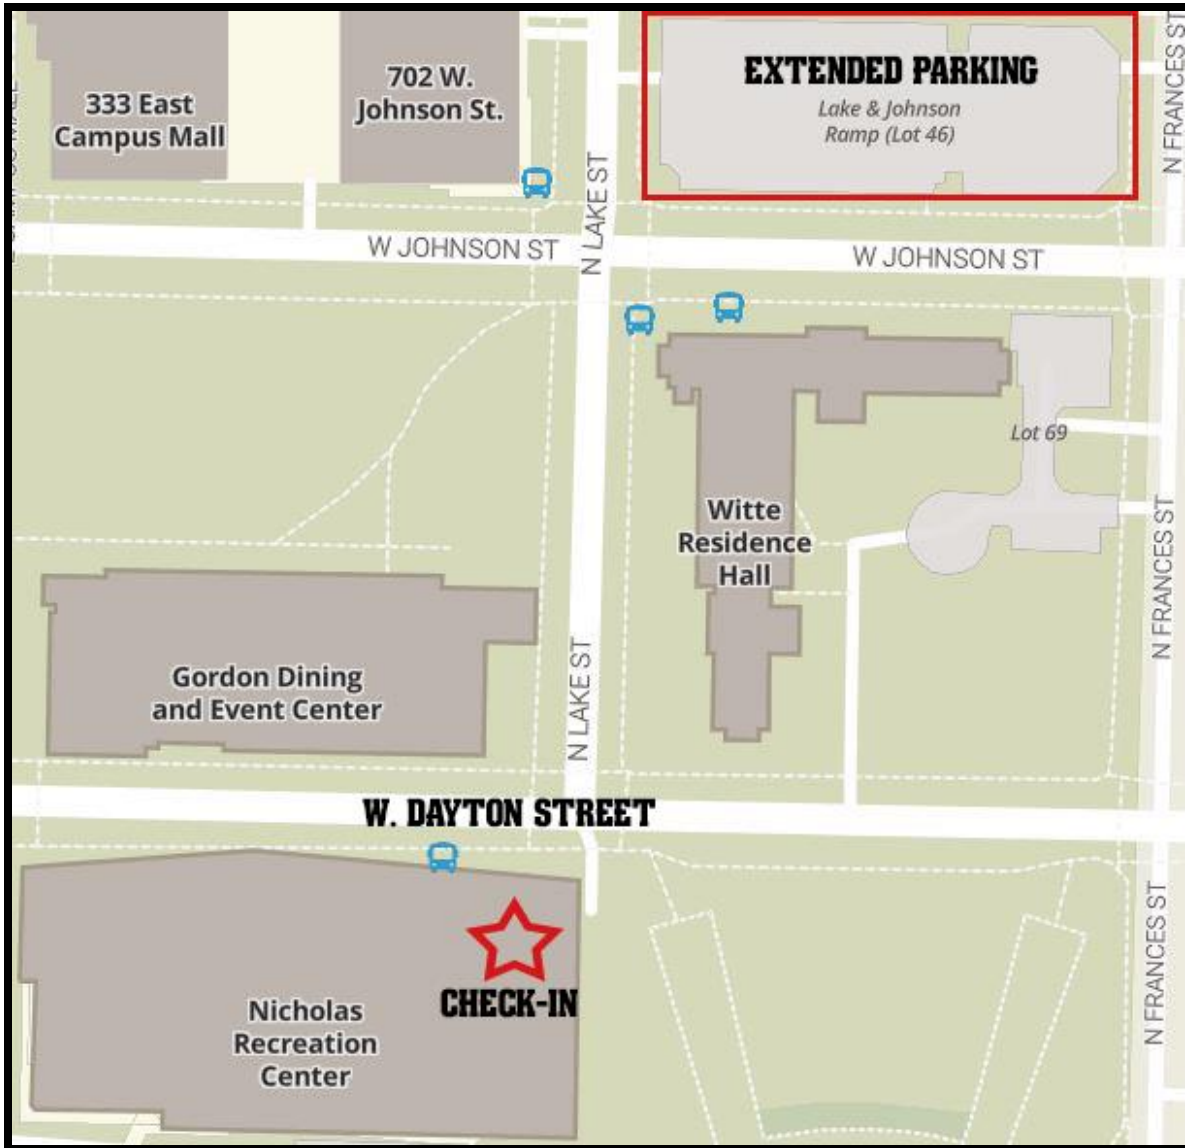 333 East
Campus Mall
702 W.
Johnson St.
EXTENDED PARKING
Lake & Johnson
Ramp (Lot 46)
N FRANCES ST
N LAKE ST
W JOHNSON ST
W JOHNSON ST
Lot 69
Witte
Residence
Hall
N FRANCES ST
Gordon Dining
and Event Center
N LAKE ST
W. DAYTON STREET
CHECK-IN
Nicholas
Recreation
Center
N FRANCES ST